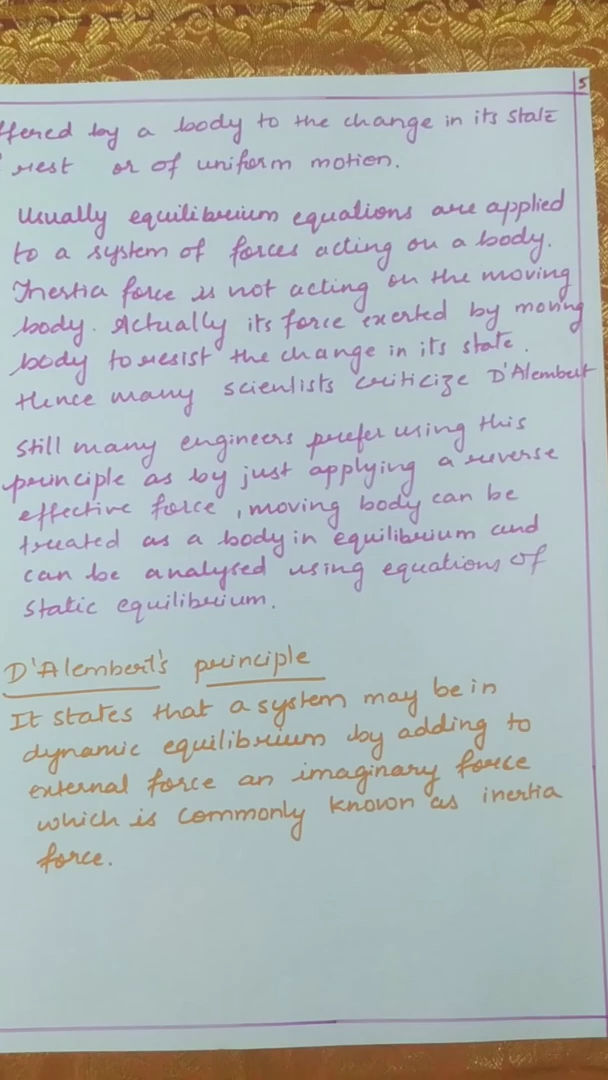 5
ffered by a body to the change in its state
rest or of uniform motion.
Usually equilibrium equations are applied
to a system of forces acting on a body.
Inertia force is not acting on the moving
body. Actually its force exerted by moving
body to resist the change in its state.
Hence many scientists criticize D'Alembert
Still many engineers prefer using this
principle as by just applying a reverse
effective force, moving body can be
treated as a body in equilibrium and
can be analysed using equations of
static equilibrium.
D'Alembert's principle
It states that a system may be in
dynamic equilibrium by adding to
external force an imaginary force
which is commonly known as inertia
force.